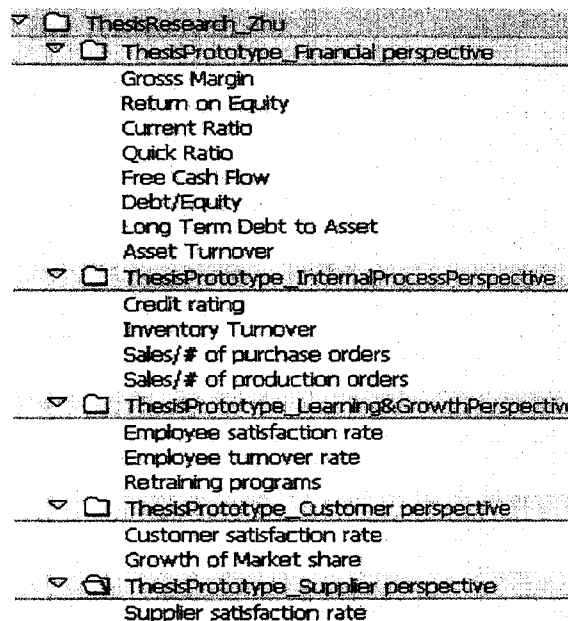 ThesisResearch_Zhu
ThesisPrototype_Financial perspective
Grosss Margin
Return on Equity
Current Ratio
Quick Ratio
Free Cash Flow
Debt/Equity
Long Term Debt to Asset
Asset Turnover
ThesisPrototype_InternalProcessPerspective
Credit rating
Inventory Turnover
Sales/# of purchase orders
Sales/# of production orders
ThesisPrototype_Learning&GrowthPerspective
Employee satisfaction rate
Employee turnover rate
Retraining programs
ThesisPrototype_Customer perspective
Customer satisfaction rate
Growth of Market share
ThesisPrototype_Supplier perspective
Supplier satisfaction rate